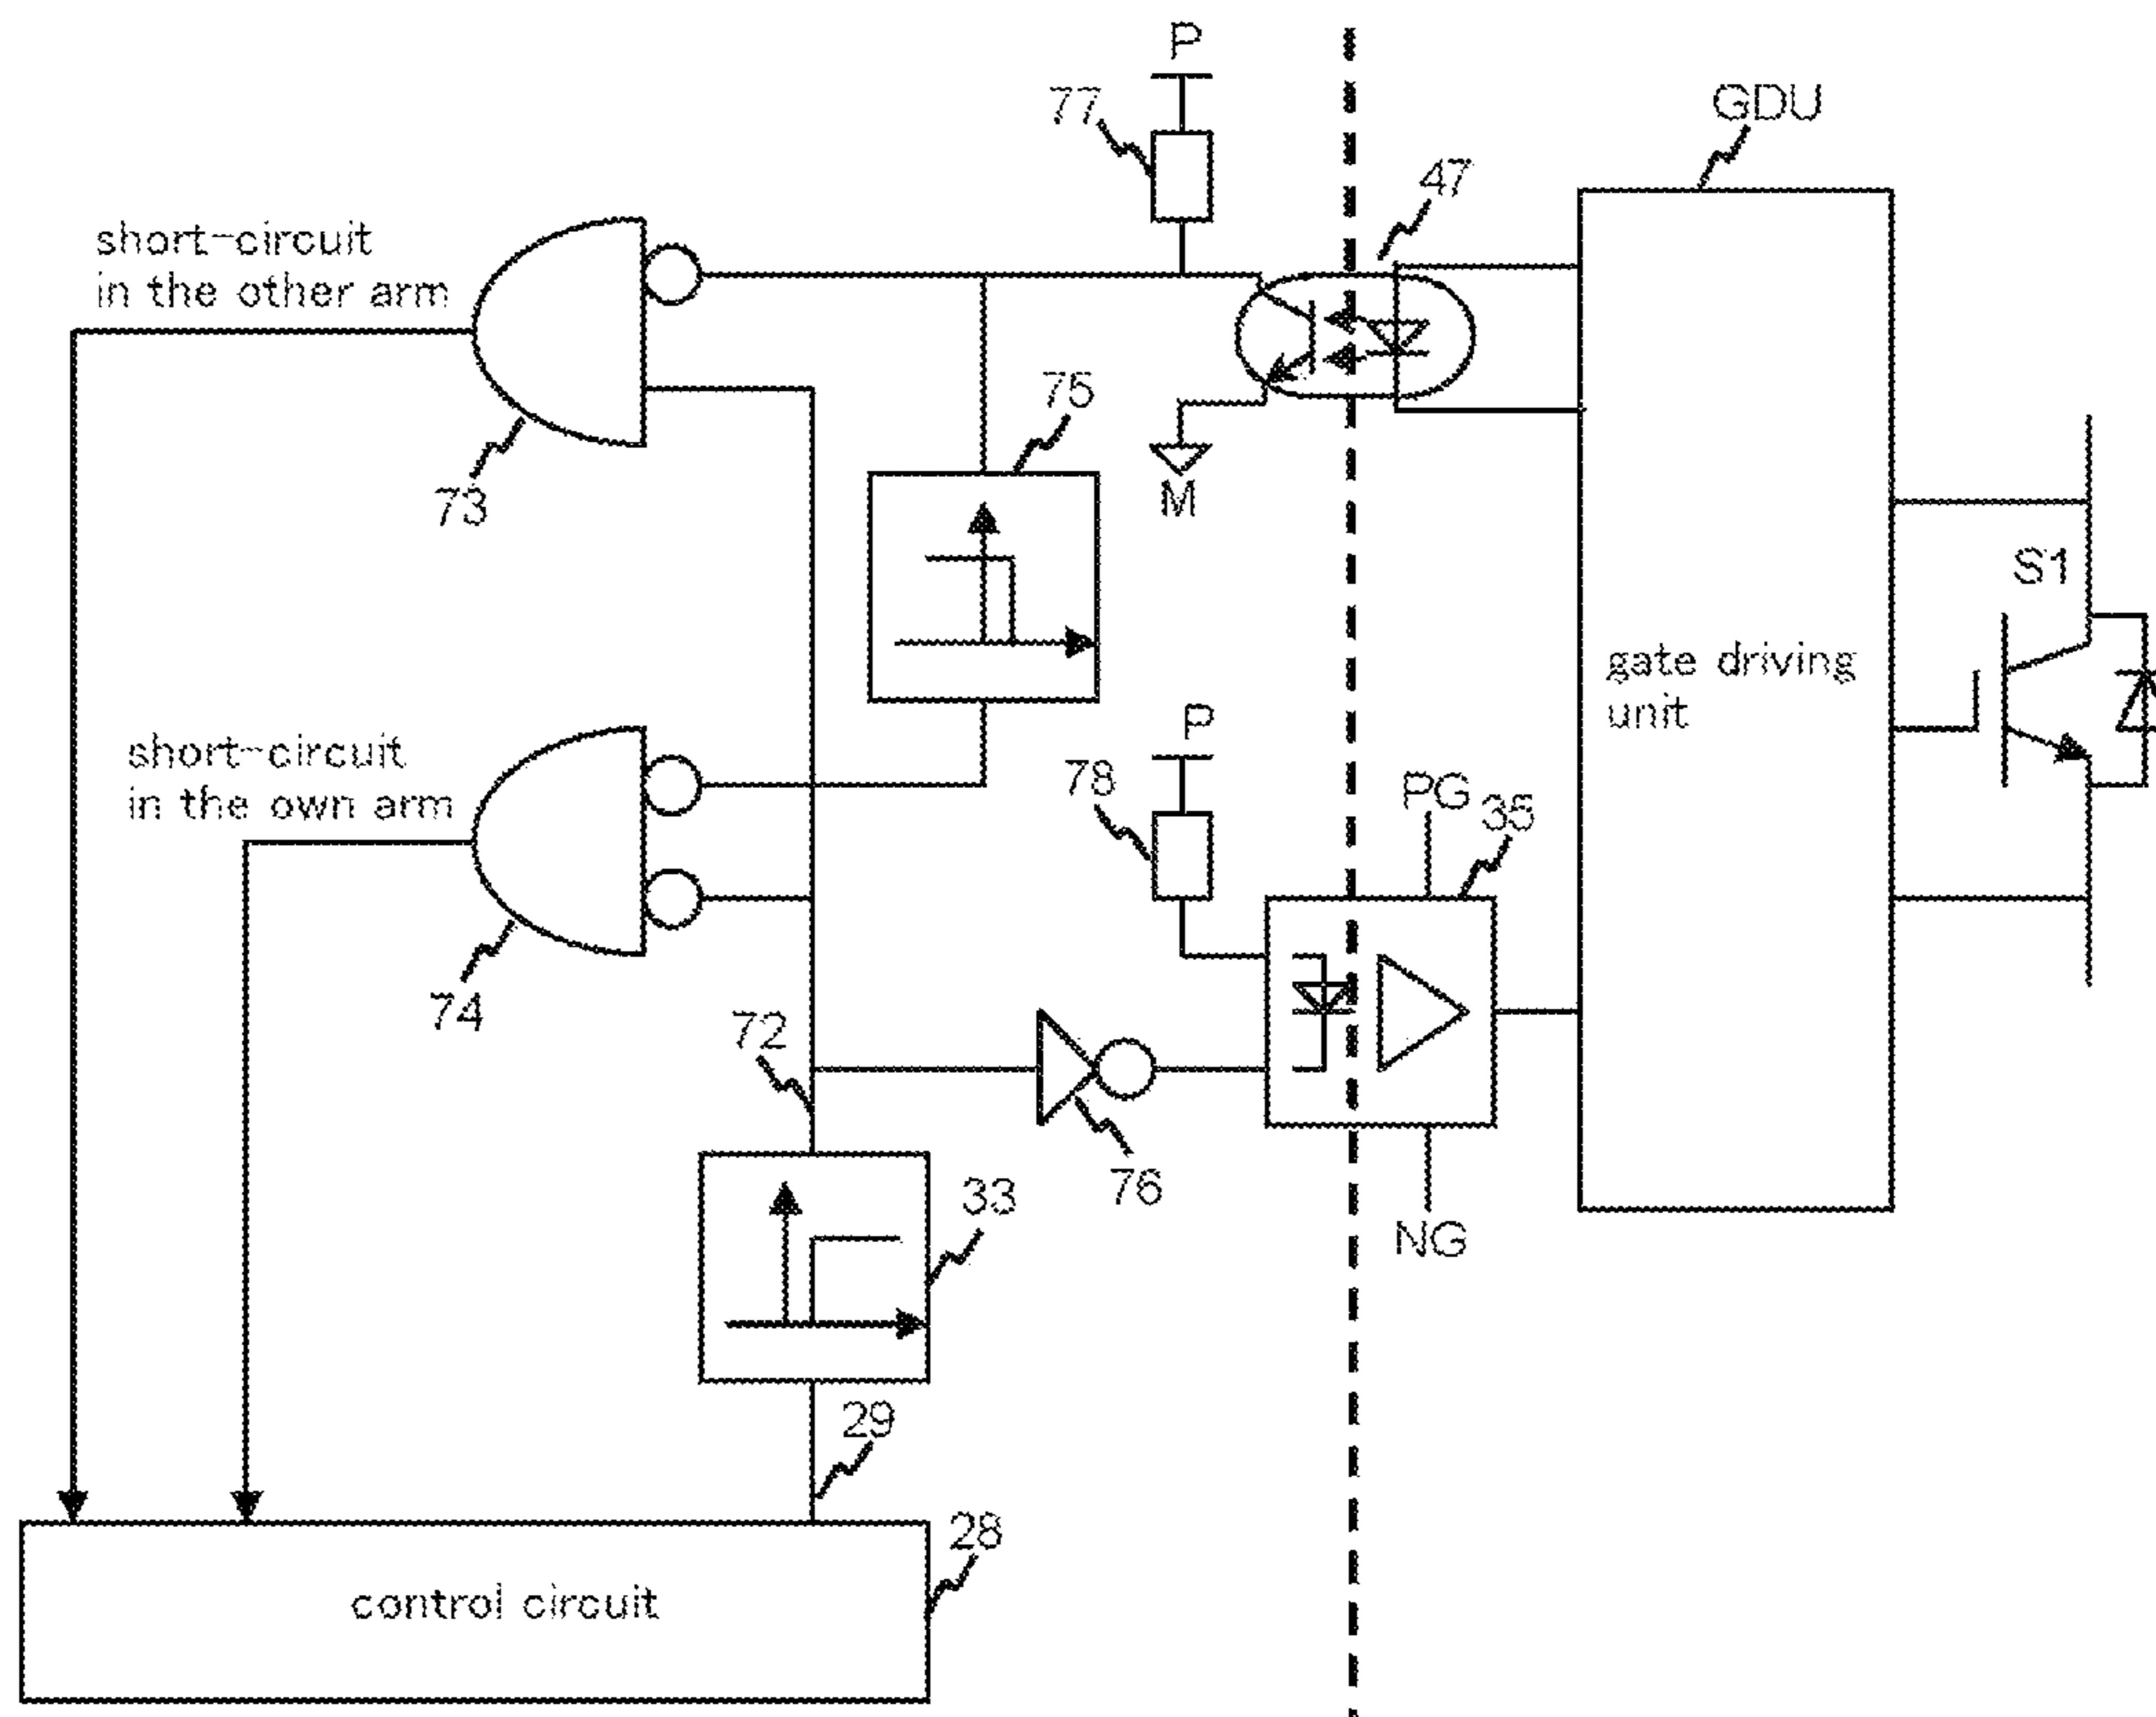 P
77
GDU
47
short-circuit
in the other arm
75
73
M
S1
gate driving
unit
P
78
short-circuit
in the own arm
PG
35
74
72
76
33
NG
29
28
control circuit